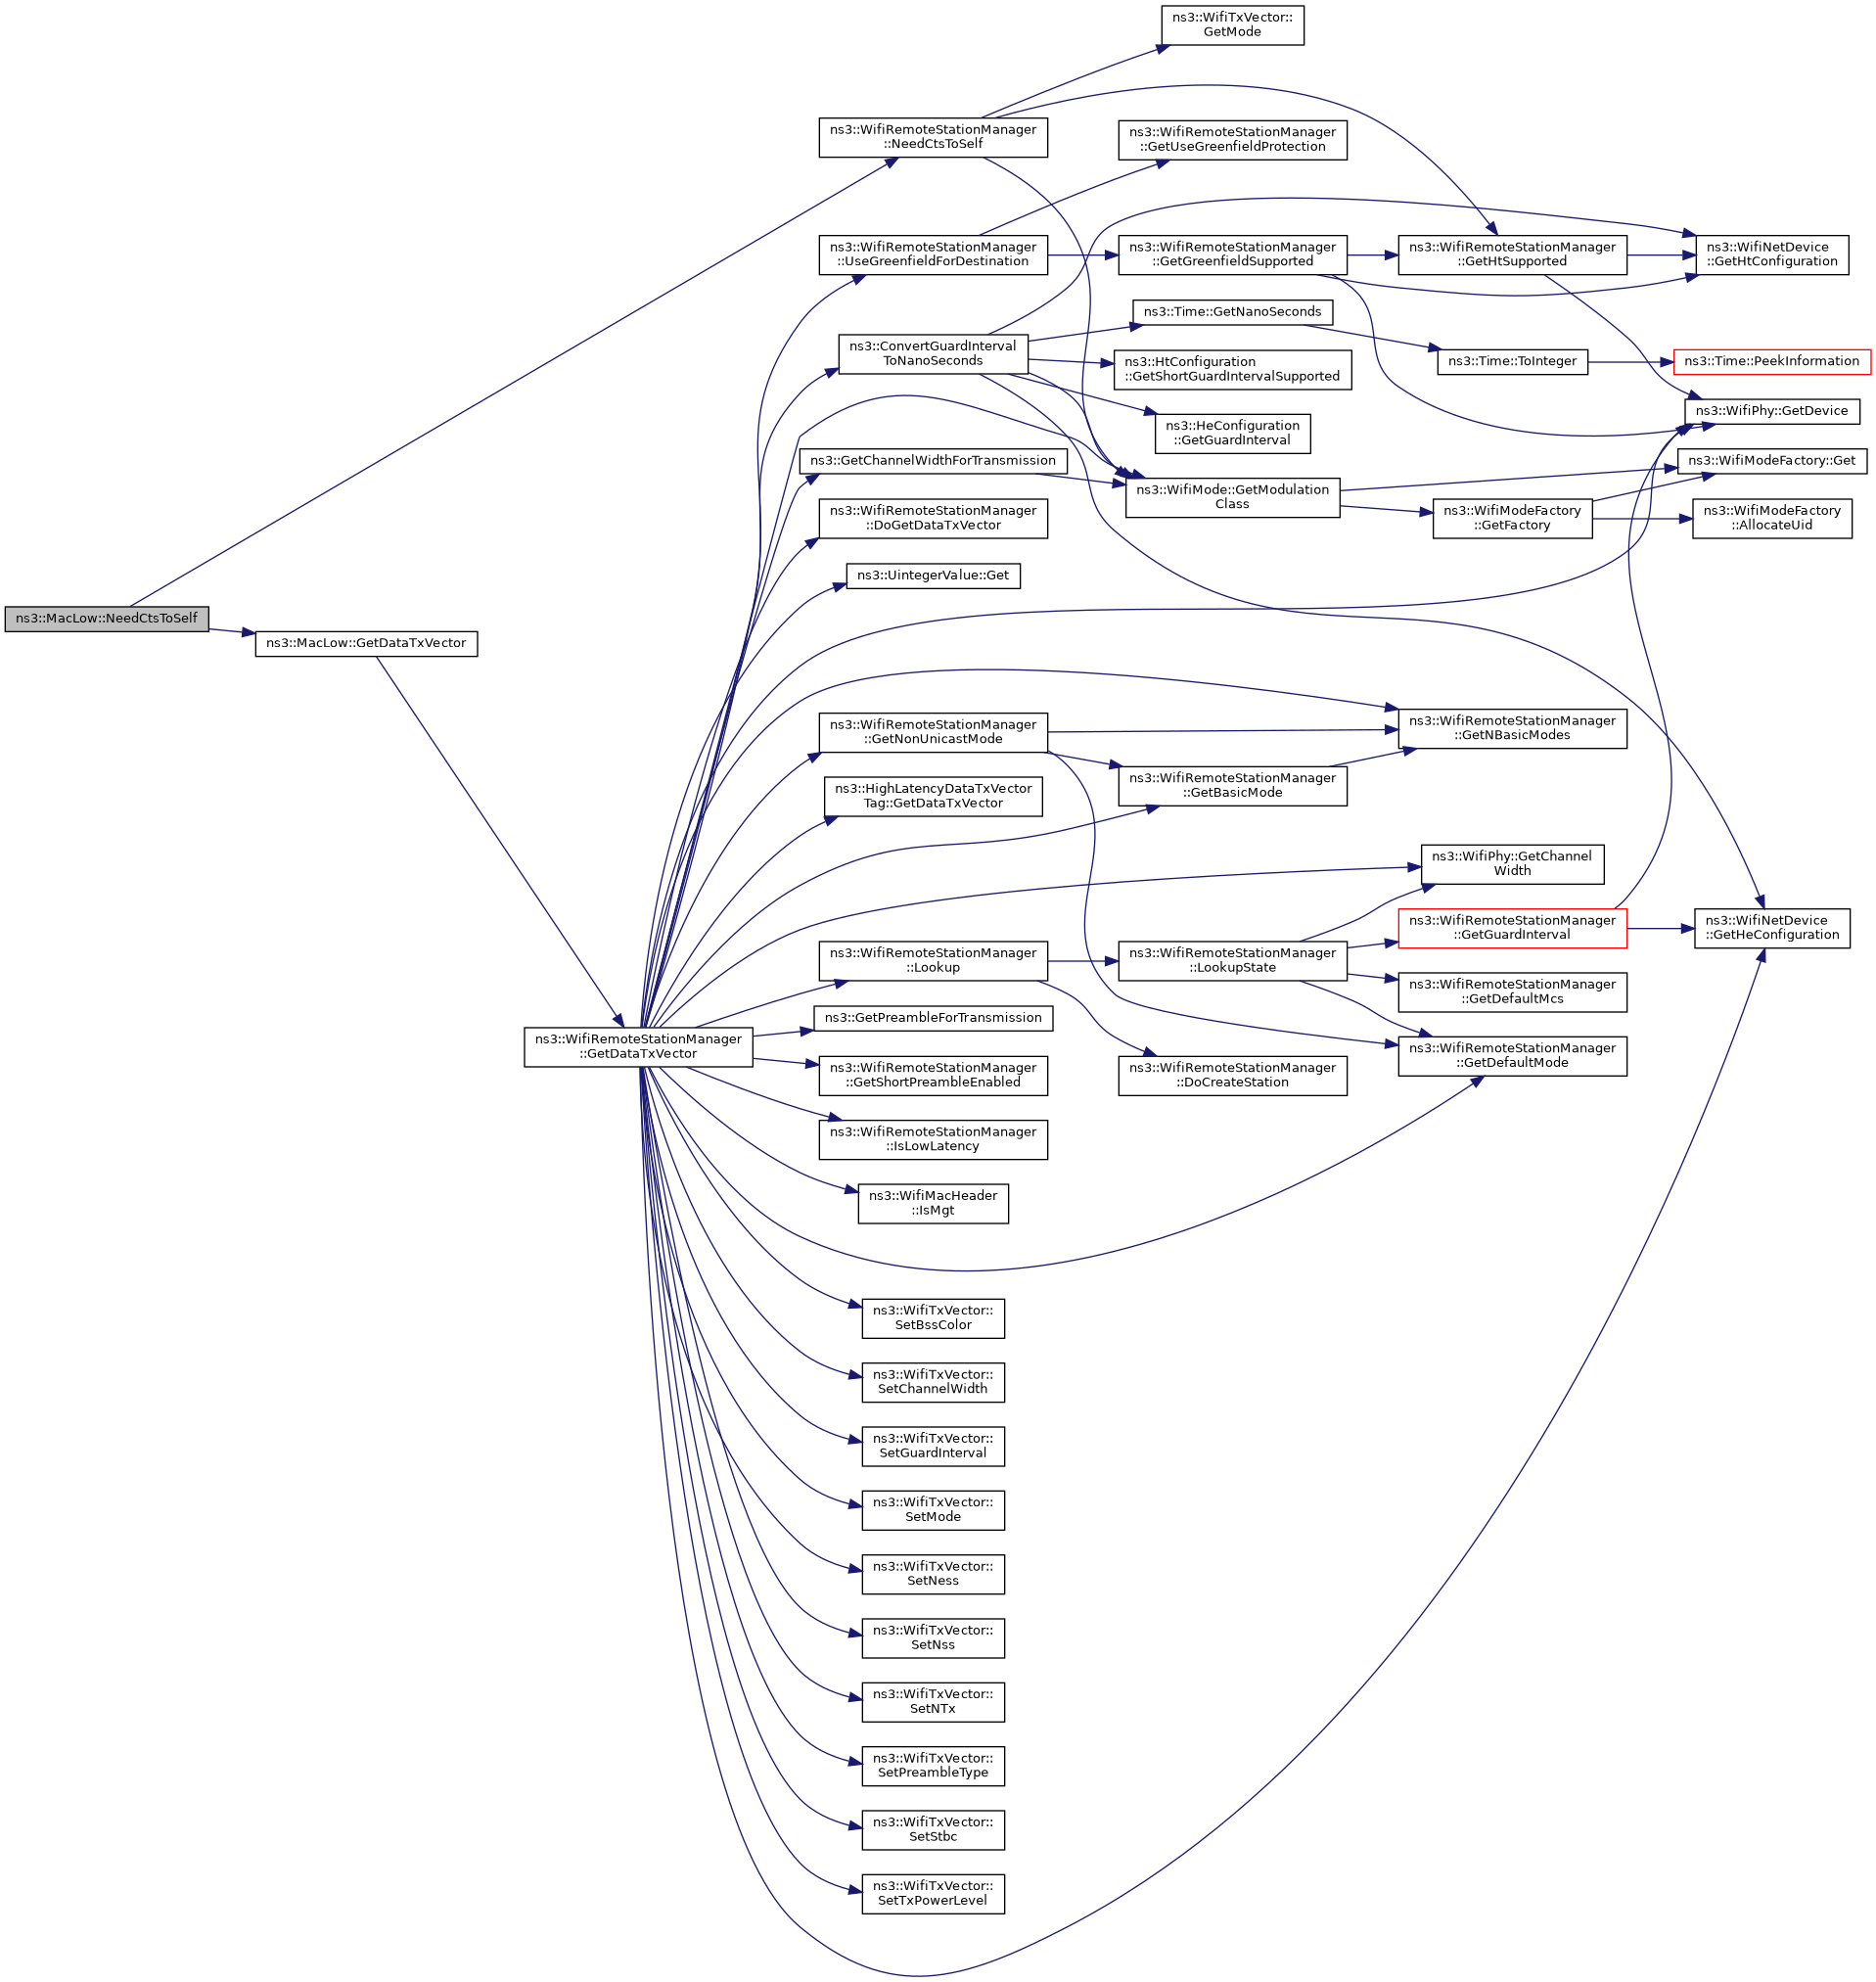 ns3::WifiTxVector::
GetMode
ns3::WifiRemoteStationManager
::NeedCtsToSelf
ns3::WifiRemoteStationManager
::GetUseGreenfieldProtection
ns3::WifiRemoteStationManager
::UseGreenfieldForDestination
ns3::WifiRemoteStationManager
::GetGreenfieldSupported
ns3::WifiRemoteStationManager
::GetHtSupported
ns3::WifiNetDevice
::GetHtConfiguration
ns3::Time::GetNanoSeconds
ns3::ConvertGuardInterval
ToNanoSeconds
ns3::HtConfiguration
::GetShortGuardIntervalSupported
ns3::Time::ToInteger
ns3::Time::PeekInformation
ns3::WifiPhy::GetDevice
ns3::HeConfiguration
::GetGuardInterval
ns3::GetChannelWidthForTransmission
ns3::WifiModeFactory::Get
ns3::WifiMode::GetModulation
Class
ns3::WifiRemoteStationManager
::DoGetDataTxVector
ns3::WifiModeFactory
::GetFactory
ns3::WifiModeFactory
::AllocateUid
ns3::UintegerValue::Get
ns3::MacLow::NeedCtsToSelf
ns3::MacLow::GetDataTxVector
ns3::WifiRemoteStationManager
::GetNonUnicastMode
ns3::WifiRemoteStationManager
::GetNBasicModes
ns3::HighLatencyDataTxVector
Tag::GetDataTxVector
ns3::WifiRemoteStationManager
::GetBasicMode
ns3::WifiPhy::GetChannel
Width
ns3::WifiRemoteStationManager
::GetGuardInterval
ns3::WifiNetDevice
::GetHeConfiguration
ns3::WifiRemoteStationManager
::Lookup
ns3::WifiRemoteStationManager
::LookupState
ns3::WifiRemoteStationManager
::GetDefaultMcs
ns3::GetPreambleForTransmission
ns3::WifiRemoteStationManager
::GetDataTxVector
ns3::WifiRemoteStationManager
::GetShortPreambleEnabled
ns3::WifiRemoteStationManager
::DoCreateStation
ns3::WifiRemoteStationManager
::GetDefaultMode
ns3::WifiRemoteStationManager
::IsLowLatency
ns3::WifiMacHeader
::IsMgt
ns3::WifiTxVector::
SetBssColor
ns3::WifiTxVector::
SetChannelWidth
ns3::WifiTxVector::
SetGuardInterval
ns3::WifiTxVector::
SetMode
ns3::WifiTxVector::
SetNess
ns3::WifiTxVector::
SetNss
ns3::WifiTxVector::
SetNTx
ns3::WifiTxVector::
SetPreambleType
ns3::WifiTxVector::
SetStbc
ns3::WifiTxVector::
SetTxPowerLevel